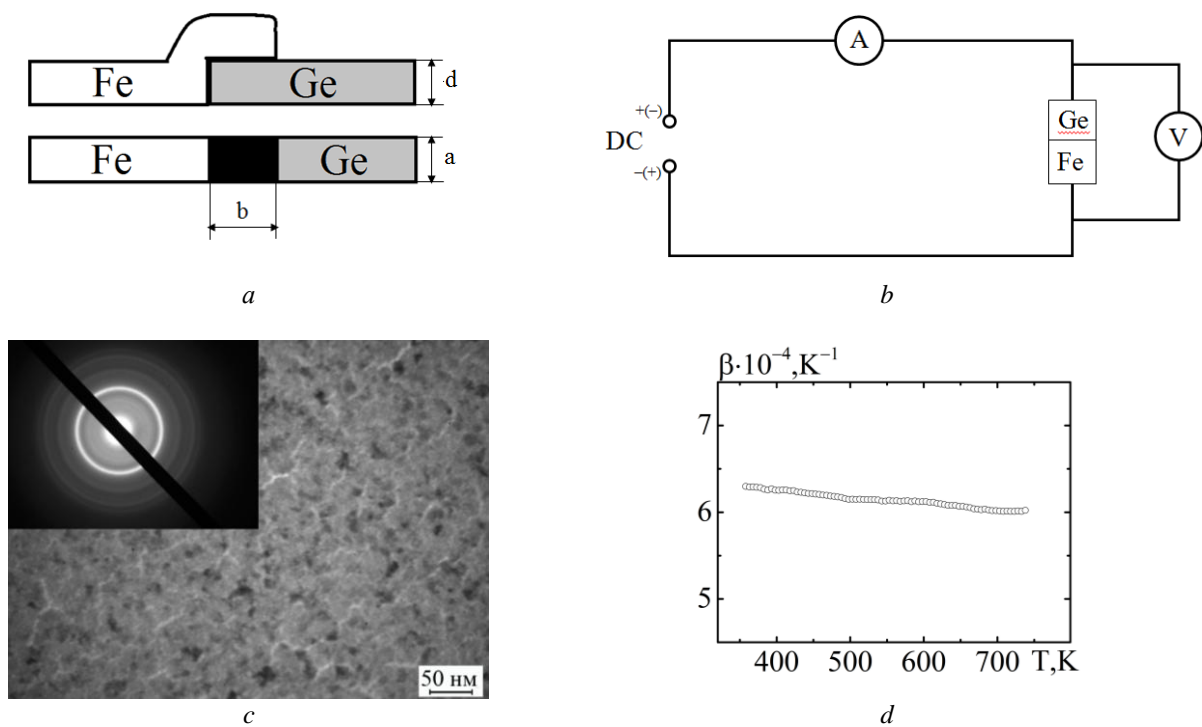 Fe
Ge
d
Fe
Ge
a
b
a
A
+(−)
DC
−(+)
Ge
Fe
V
b
50 нм
c
β·10⁻⁴,K⁻¹
7
6
5
400 500 600 700 T,K
d